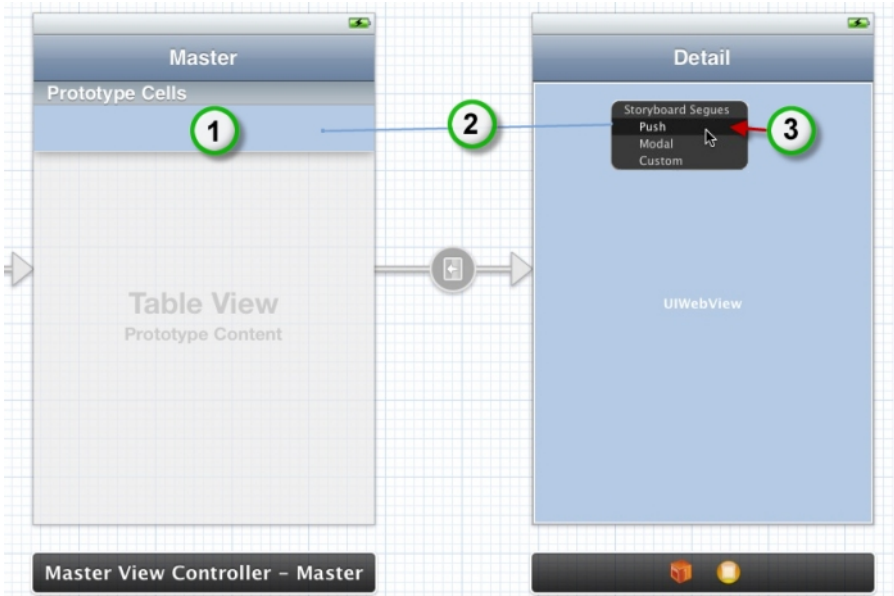 Master
Prototype Cells
1
Table View
Prototype Content
Master View Controller – Master
2
Detail
Storyboard Segues
Push
Modal
Custom
3
UIWebView